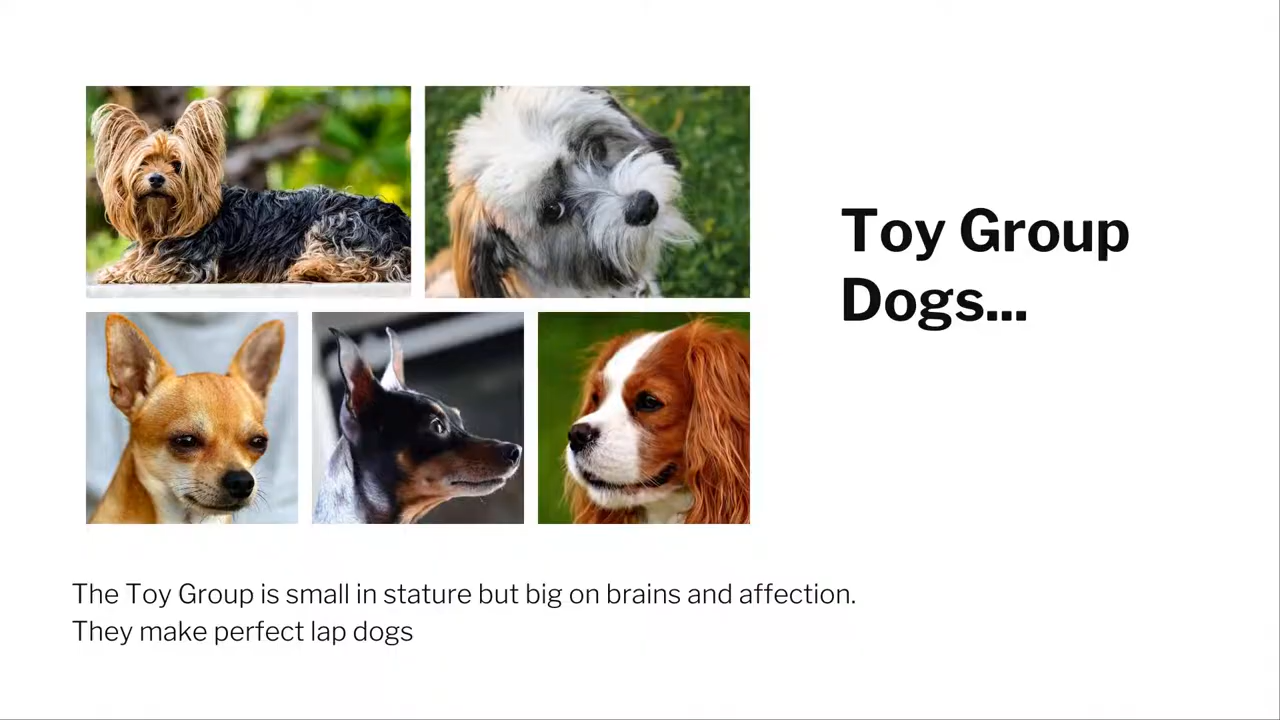 Toy Group
Dogs...
The Toy Group is small in stature but big on brains and affection.
They make perfect lap dogs